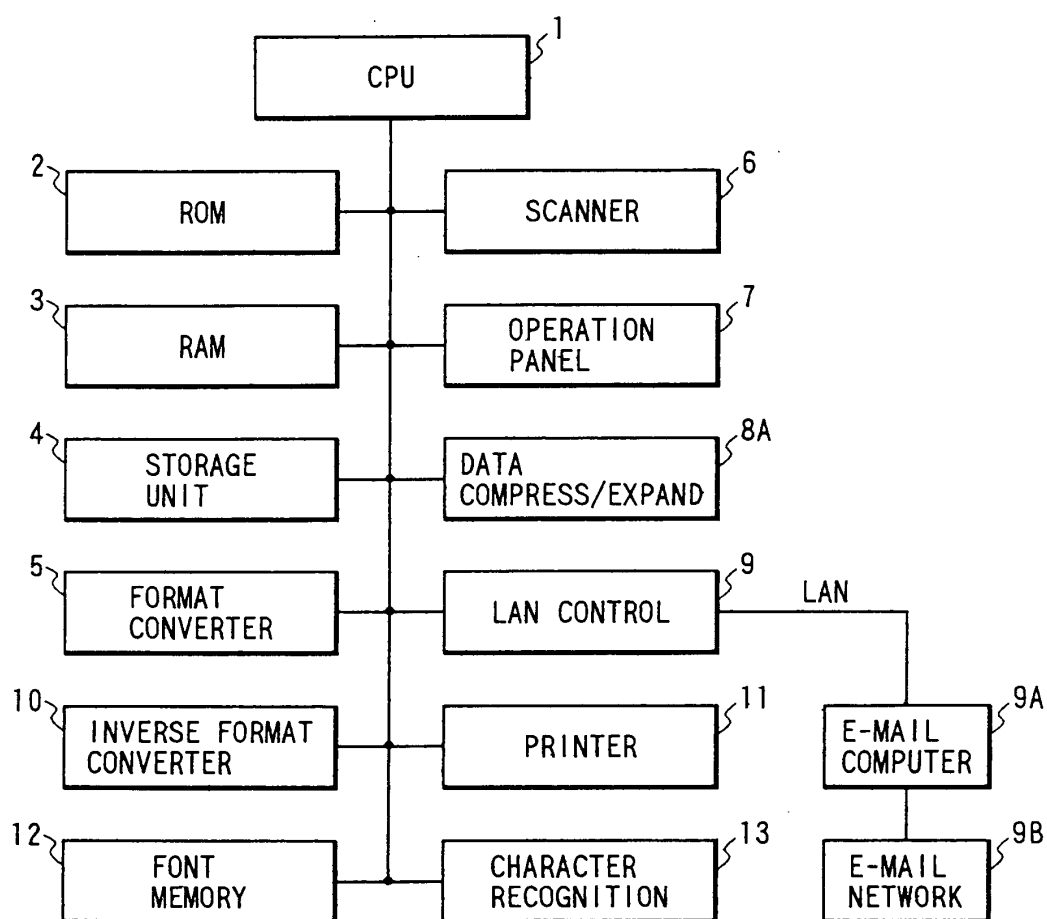 1
CPU
2
ROM
6
SCANNER
3
RAM
7
OPERATION
PANEL
4
STORAGE
UNIT
8A
DATA
COMPRESS/EXPAND
5
FORMAT
CONVERTER
9
LAN CONTROL
LAN
10
INVERSE FORMAT
CONVERTER
11
PRINTER
9A
E-MAIL
COMPUTER
12
FONT
MEMORY
13
CHARACTER
RECOGNITION
9B
E-MAIL
NETWORK